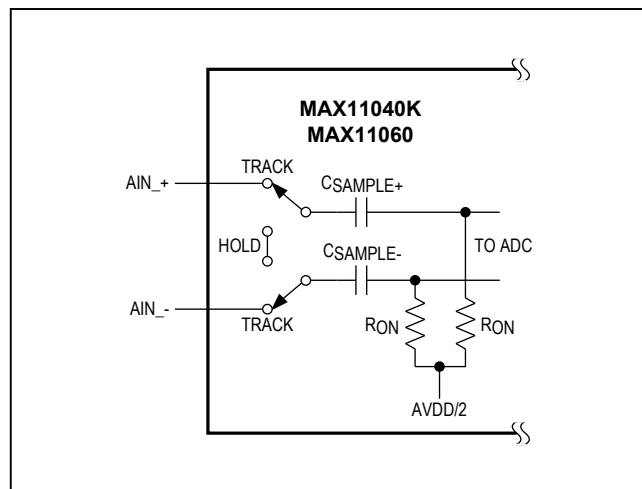 MAX11040K
MAX11060
TRACK
CSAMPLE+
AIN_+
HOLD
CSAMPLE-
TO ADC
AIN_-
TRACK
RON
RON
AVDD/2